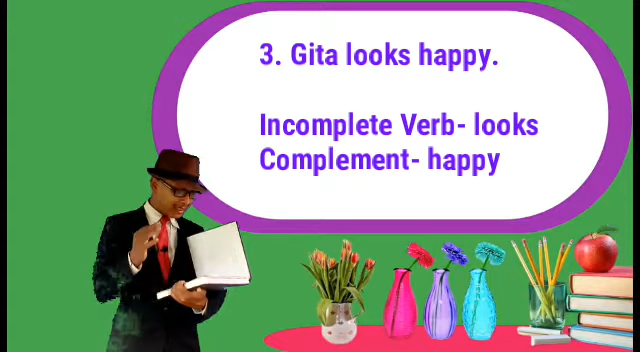 3. Gita looks happy.
Incomplete Verb- looks
Complement- happy